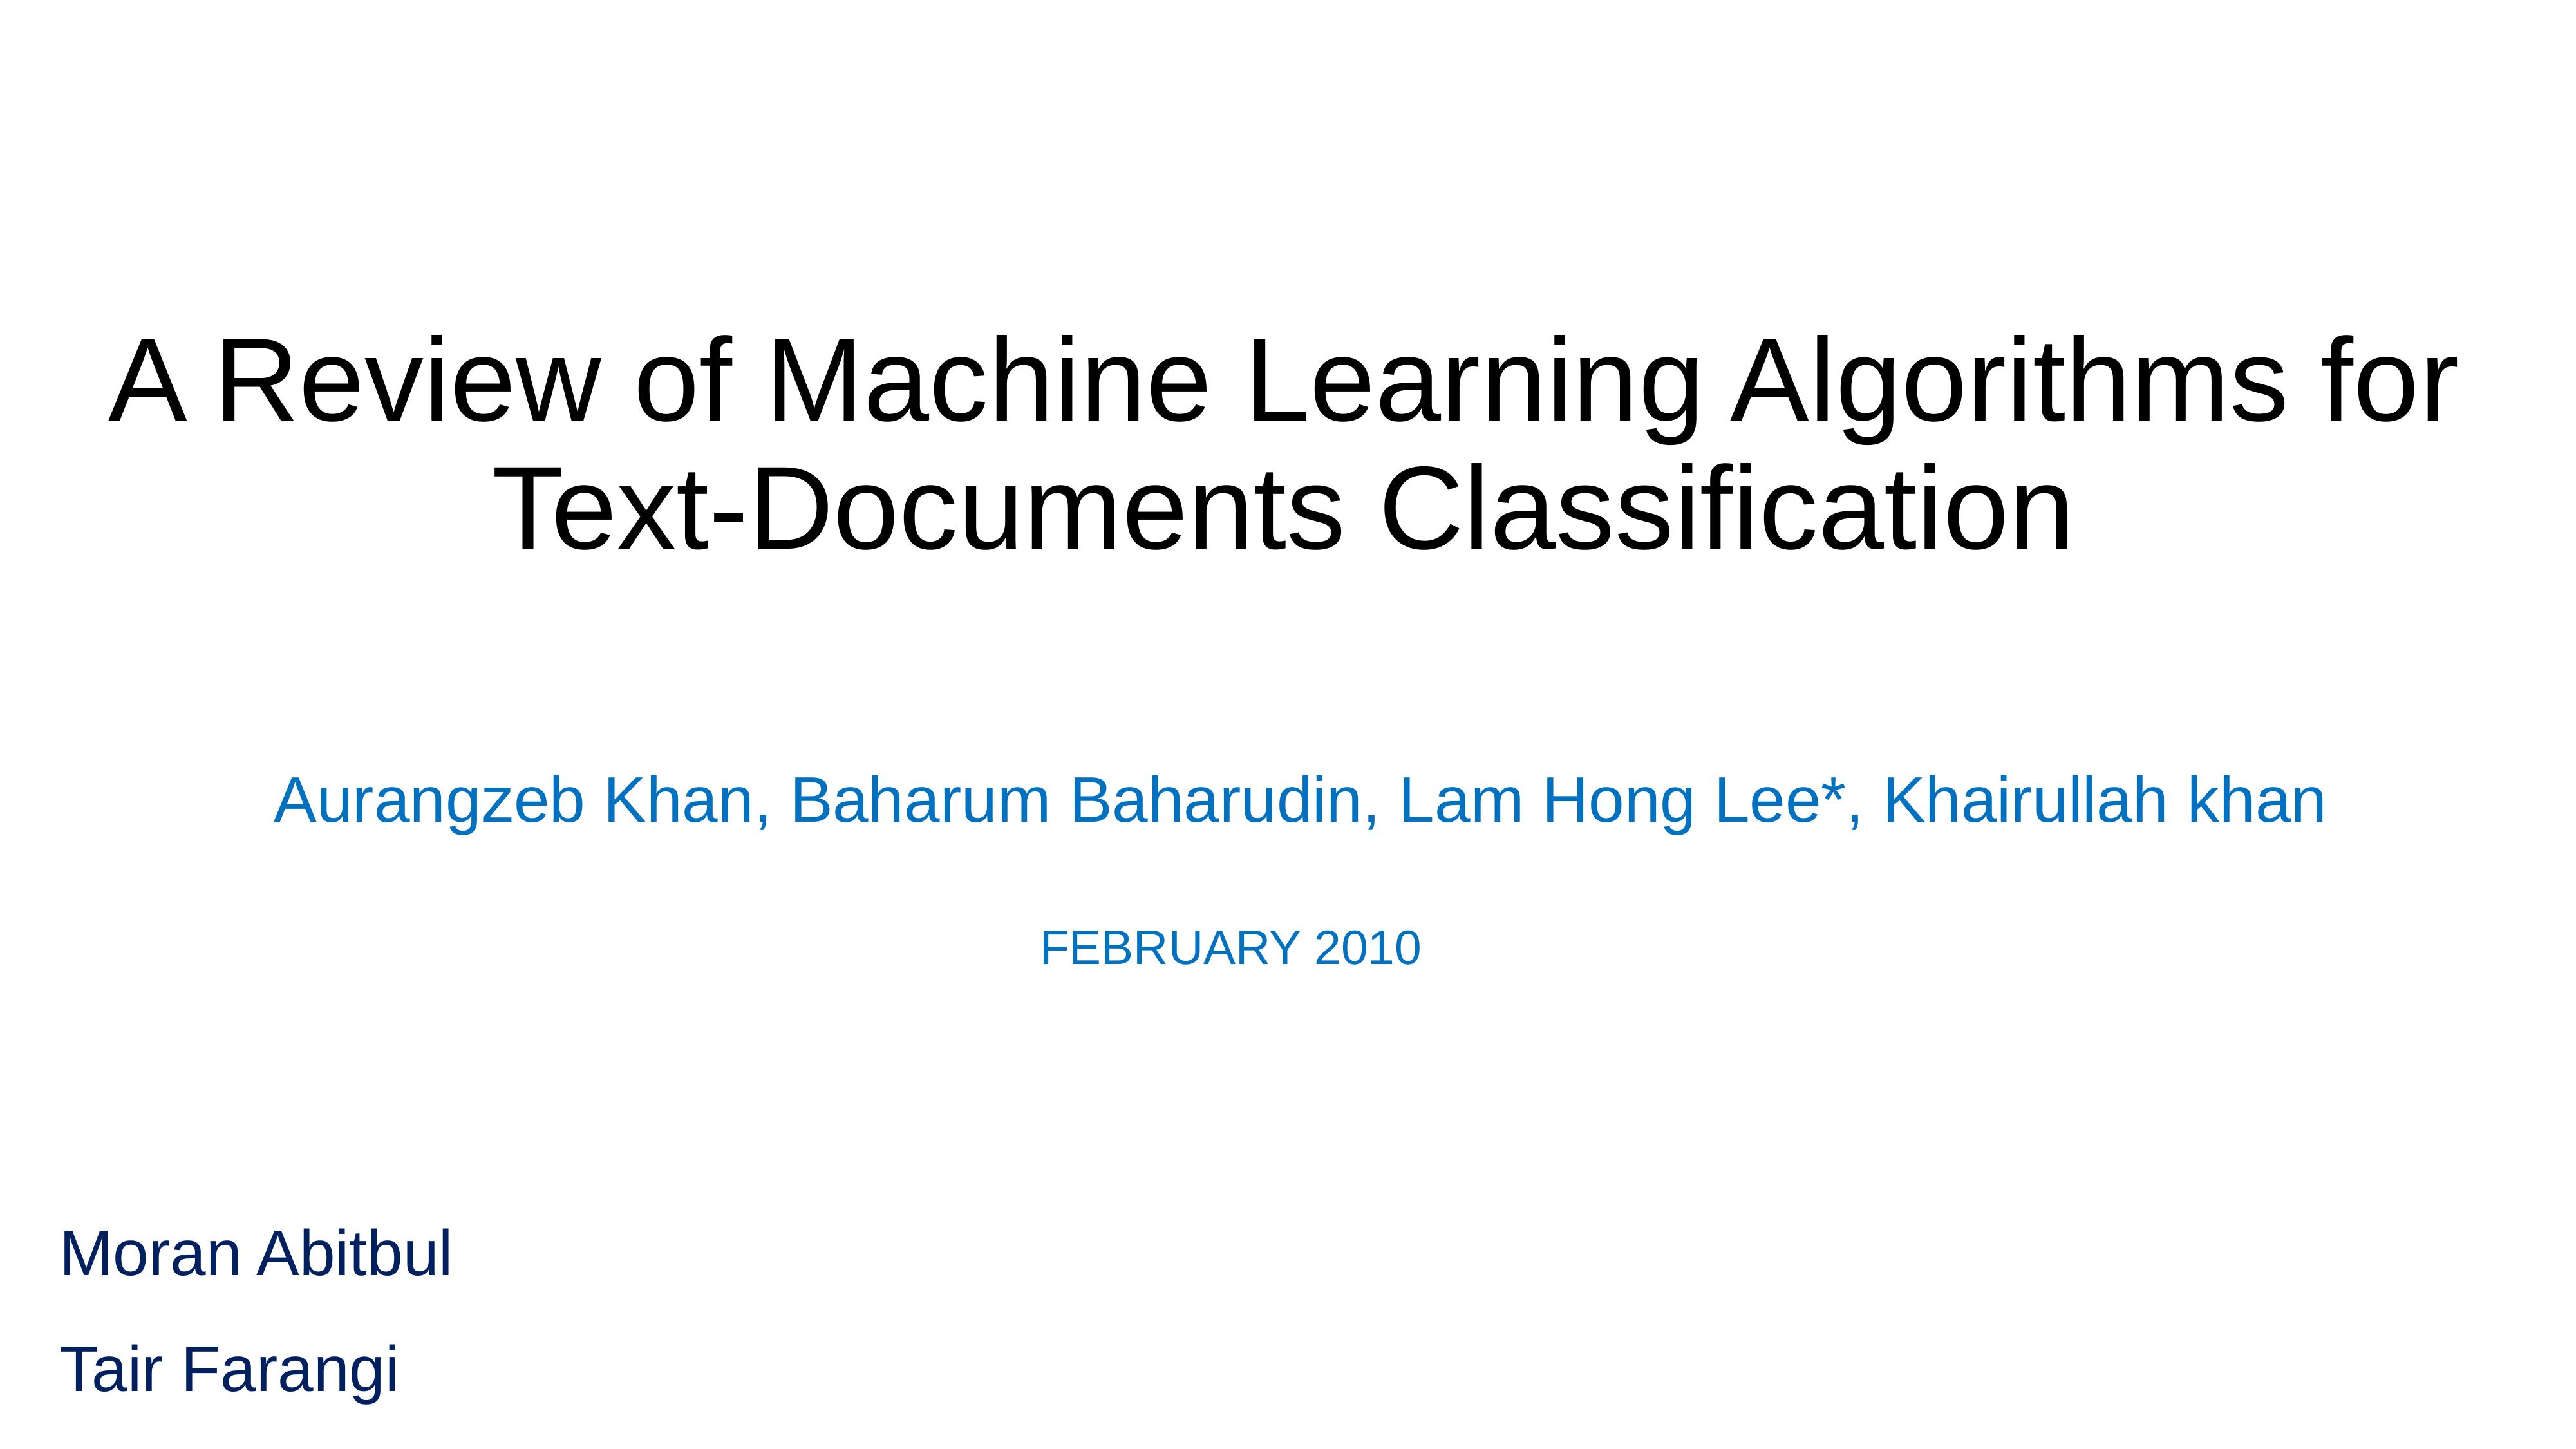 A Review of Machine Learning Algorithms for
Text-Documents Classification
Aurangzeb Khan, Baharum Baharudin, Lam Hong Lee*, Khairullah khan
FEBRUARY 2010
Moran Abitbul
Tair Farangi